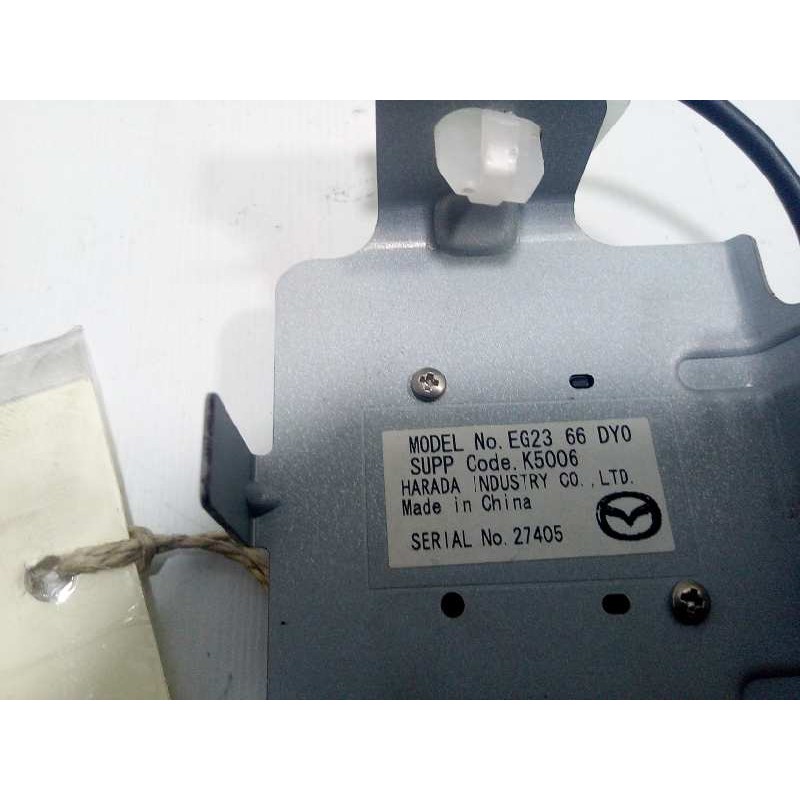 MODEL No. EG23 66 DY0
SUPP Code. K5006
HARADA INDUSTRY CO., LTD.
Made in China
SERIAL No. 27405